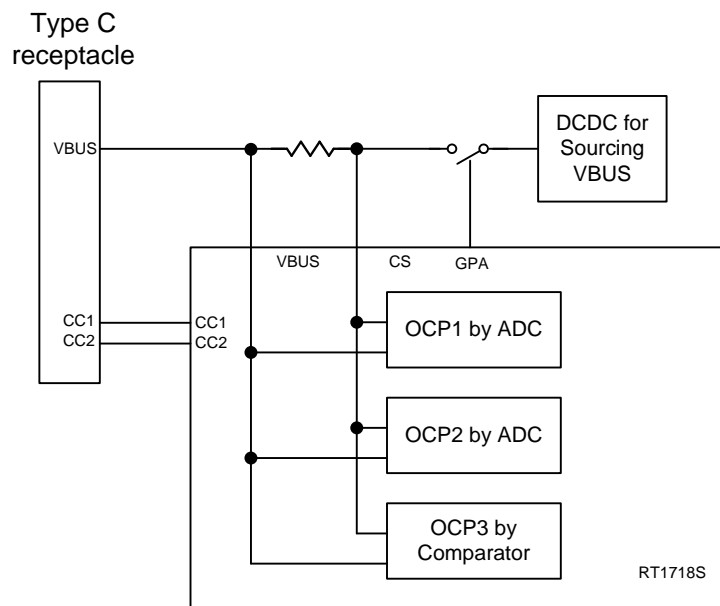 Type C
receptacle
VBUS
DCDC for
Sourcing
VBUS
VBUS
CS
GPA
CC1
CC2
CC1
CC2
OCP1 by ADC
OCP2 by ADC
OCP3 by
Comparator
RT1718S